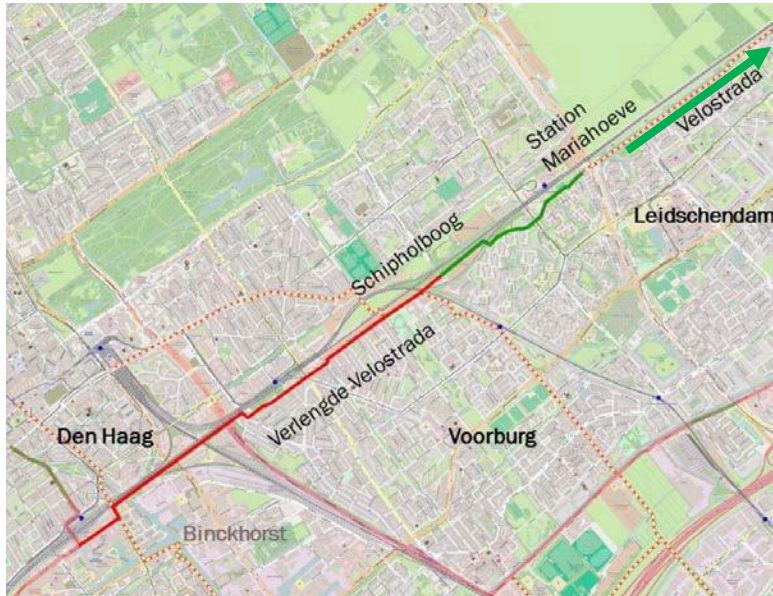 Velostrada
Station
Mariahoeve
Leidschendam
Schipholboog
Verlengde Velostrada
Den Haag
Voorburg
Binckhorst